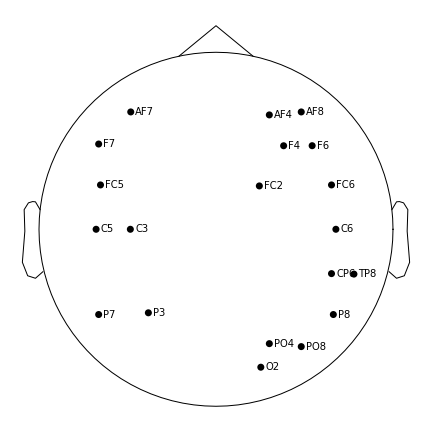 AF7 AF8
AF4
F7 F4 F6
FC5 FC2 FC6
C5 C3 C6
CP6 TP8
P7 P3 P8
PO4 PO8
O2